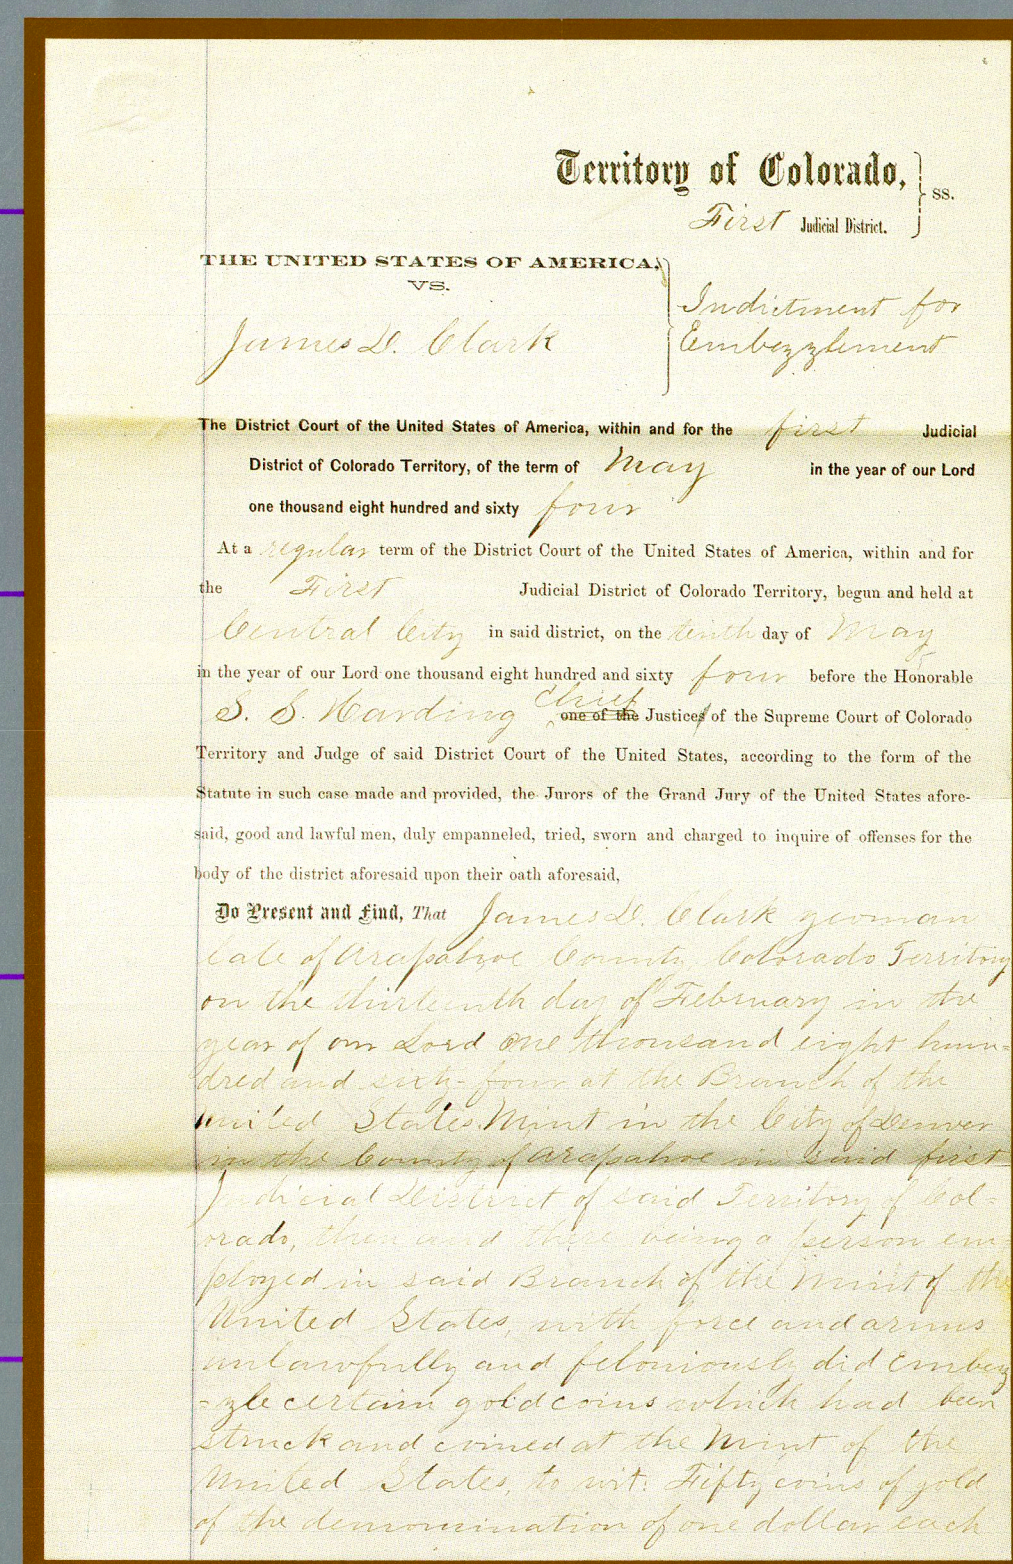 Territory of Colorado, } ss.
First Judicial District.
THE UNITED STATES OF AMERICA,
VS.
James D. Clark
Indictment for
Embezzlement
The District Court of the United States of America, within and for the first Judicial
District of Colorado Territory, of the term of May in the year of our Lord
one thousand eight hundred and sixty four
At a regular term of the District Court of the United States of America, within and for
the First Judicial District of Colorado Territory, begun and held at
Central City in said district, on the tenth day of May
in the year of our Lord one thousand eight hundred and sixty four before the Honorable
S. S. Harding Chief one of the Justices of the Supreme Court of Colorado
Territory and Judge of said District Court of the United States, according to the form of the
Statute in such case made and provided, the Jurors of the Grand Jury of the United States afore-
said, good and lawful men, duly empanneled, tried, sworn and charged to inquire of offenses for the
body of the district aforesaid upon their oath aforesaid,
Do Present and Find, That James D. Clark yeoman
late of Arapahoe County Colorado Territory
on the thirteenth day of February in the
year of our Lord One thousand eight hun=
dred and sixty-four at the Branch of the
United States Mint in the City of Denver
in the County of Arapahoe in said first
Judicial District of said Territory of Col=
orado, then and there being a person em=
ployed in said Branch of the Mint of the
United States, with force and arms
unlawfully and feloniously did embez
=zle certain gold coins which had been
struck and coined at the Mint of the
United States, to wit: Fifty coins of gold
of the denomination of one dollar each